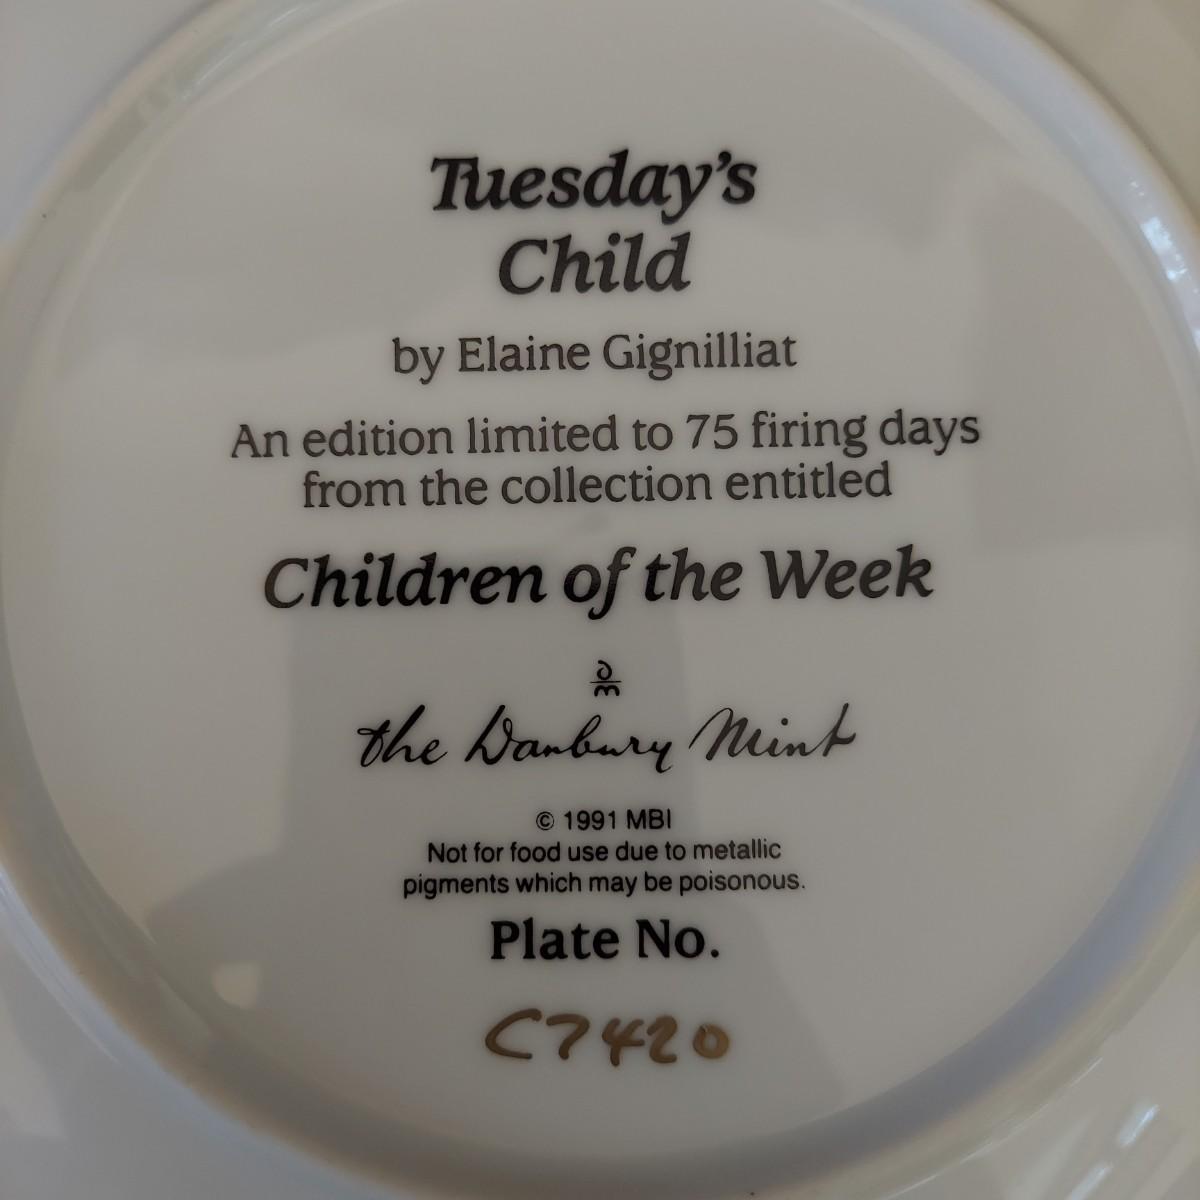 Tuesday's
Child
by Elaine Gignilliat
An edition limited to 75 firing days
from the collection entitled
Children of the Week
dm
the Danbury Mint
© 1991 MBI
Not for food use due to metallic
pigments which may be poisonous.
Plate No.
C7420